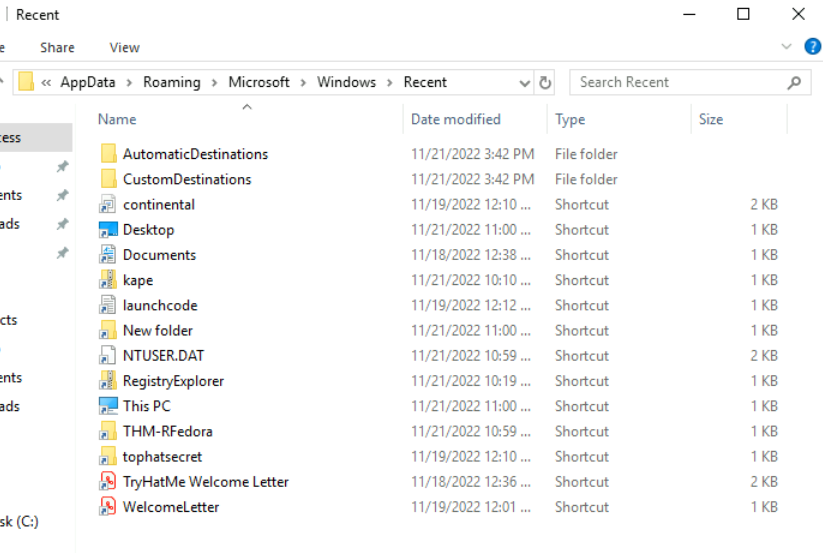 Recent
e Share View
« AppData > Roaming > Microsoft > Windows > Recent Search Recent
Name Date modified Type Size
AutomaticDestinations 11/21/2022 3:42 PM File folder
CustomDestinations 11/21/2022 3:42 PM File folder
continental 11/19/2022 12:10 ... Shortcut 2 KB
Desktop 11/21/2022 11:00 ... Shortcut 1 KB
Documents 11/18/2022 12:38 ... Shortcut 1 KB
kape 11/21/2022 10:10 ... Shortcut 1 KB
launchcode 11/19/2022 12:12 ... Shortcut 1 KB
New folder 11/21/2022 11:00 ... Shortcut 1 KB
NTUSER.DAT 11/21/2022 10:59 ... Shortcut 2 KB
RegistryExplorer 11/21/2022 10:19 ... Shortcut 1 KB
This PC 11/21/2022 11:00 ... Shortcut 1 KB
THM-RFedora 11/21/2022 10:59 ... Shortcut 1 KB
tophatsecret 11/19/2022 12:10 ... Shortcut 1 KB
TryHatMe Welcome Letter 11/18/2022 12:36 ... Shortcut 2 KB
WelcomeLetter 11/19/2022 12:01 ... Shortcut 1 KB
cess
ents
ads
cts
ents
ads
sk (C:)